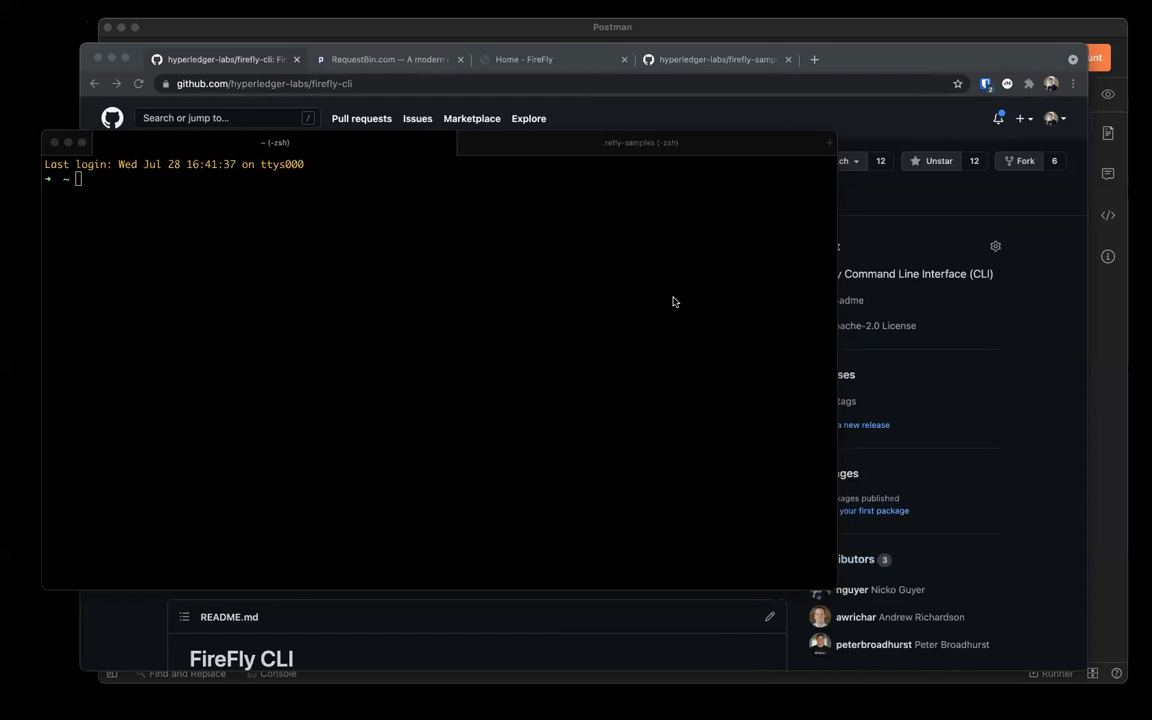 Postman
hyperledger-labs/firefly-cli: Fi
RequestBin.com — A modern
Home - FireFly
hyperledger-labs/firefly-samp
github.com/hyperledger-labs/firefly-cli
Search or jump to...
/
Pull requests
Issues
Marketplace
Explore
~ (-zsh)
.refly-samples (-zsh)
Last login: Wed Jul 28 16:41:37 on ttys000
➜ ~
12
Unstar
12
Fork
6
y Command Line Interface (CLI)
adme
ache-2.0 License
ses
tags
a new release
ages
kages published
your first package
ibutors 3
nguyer Nicko Guyer
awrichar Andrew Richardson
peterbroadhurst Peter Broadhurst
README.md
FireFly CLI
Find and Replace
Console
Runner